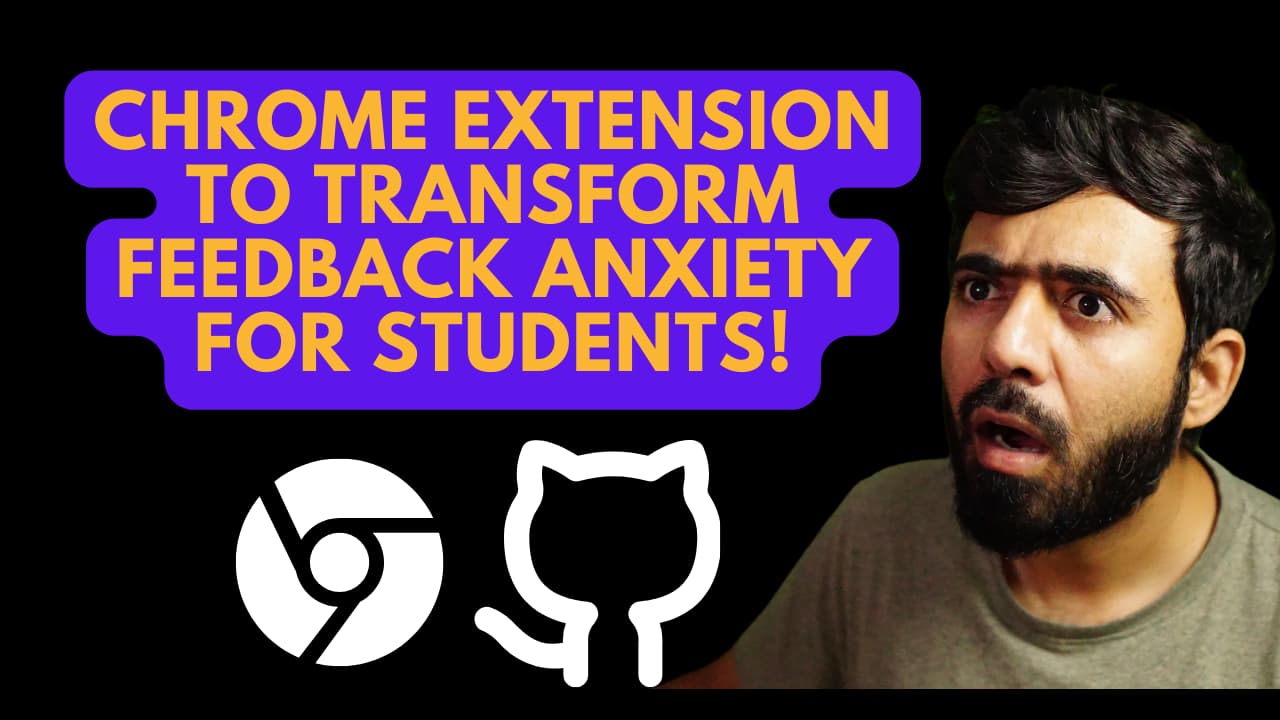 CHROME EXTENSION
TO TRANSFORM
FEEDBACK ANXIETY
FOR STUDENTS!